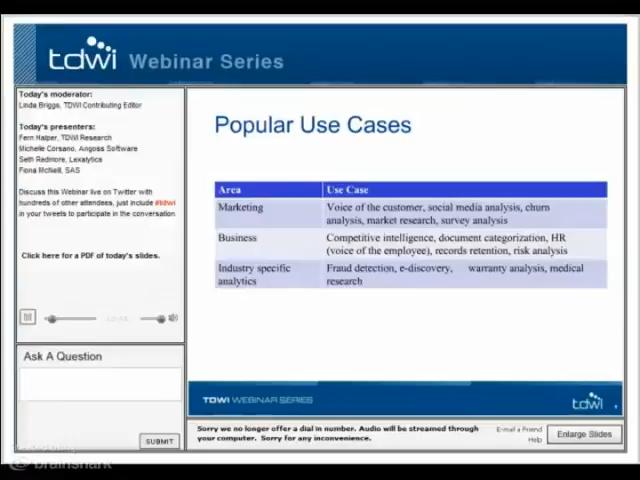 tdwi Webinar Series
Today's moderator:
Linda Briggs, TDWI Contributing Editor
Today's presenters:
Fern Halper, TDWI Research
Michelle Corsano, Angoss Software
Seth Redmore, Lexalytics
Fiona McNeill, SAS
Discuss this Webinar live on Twitter with
hundreds of other attendees, just include #tdwi
in your tweets to participate in the conversation
Click here for a PDF of today's slides.
Ask A Question
SUBMIT
brainshark
Popular Use Cases
Area Use Case
Marketing Voice of the customer, social media analysis, churn
analysis, market research, survey analysis
Business Competitive intelligence, document categorization, HR
(voice of the employee), records retention, risk analysis
Industry specific Fraud detection, e-discovery, warranty analysis, medical
analytics research
TDWI WEBINAR SERIES
tdwi
Sorry we no longer offer a dial in number. Audio will be streamed through
your computer. Sorry for any inconvenience.
E-mail a Friend
Help
Enlarge Slides